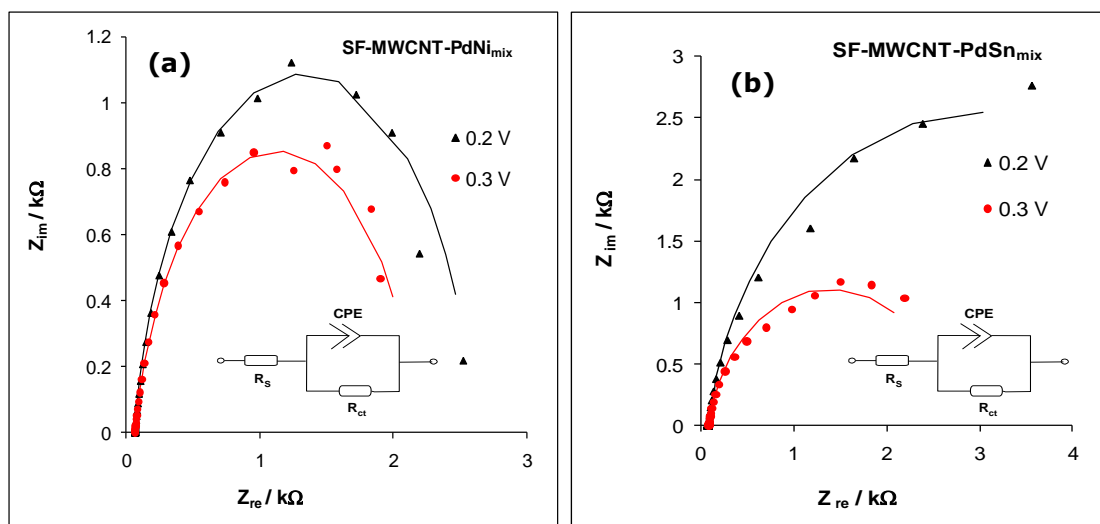 (a)
SF-MWCNT-PdNimix
1.2
1
0.8
0.6
0.4
0.2
0
Zim / kΩ
0.2 V
0.3 V
CPE
RS
Rct
0
1
2
3
Zre / kΩ
(b)
SF-MWCNT-PdSnmix
3
2.5
2
1.5
1
0.5
0
Z im / kΩ
0.2 V
0.3 V
CPE
RS
Rct
0
1
2
3
4
Z re / kΩ